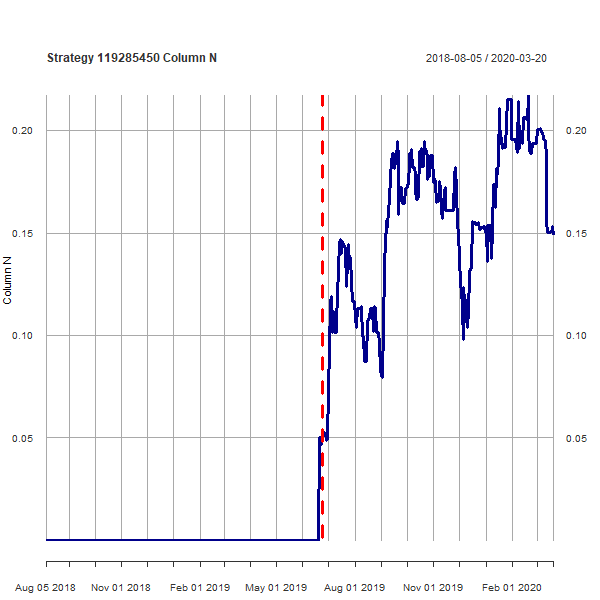 Strategy 119285450 Column N
2018-08-05 / 2020-03-20
0.20
0.20
0.15
0.15
Column N
0.10
0.10
0.05
0.05
Aug 05 2018
Nov 01 2018
Feb 01 2019
May 01 2019
Aug 01 2019
Nov 01 2019
Feb 01 2020